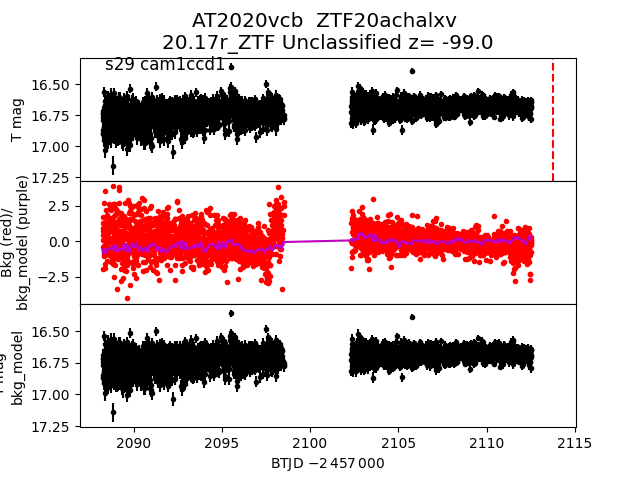 AT2020vcb  ZTF20achalxv
20.17r_ZTF Unclassified z= -99.0
s29 cam1ccd1
T mag
16.50
16.75
17.00
17.25
Bkg (red)/
bkg_model (purple)
2.5
0.0
−2.5
mag
bkg_model
16.50
16.75
17.00
17.25
2090
2095
2100
2105
2110
2115
BTJD −2 457 000